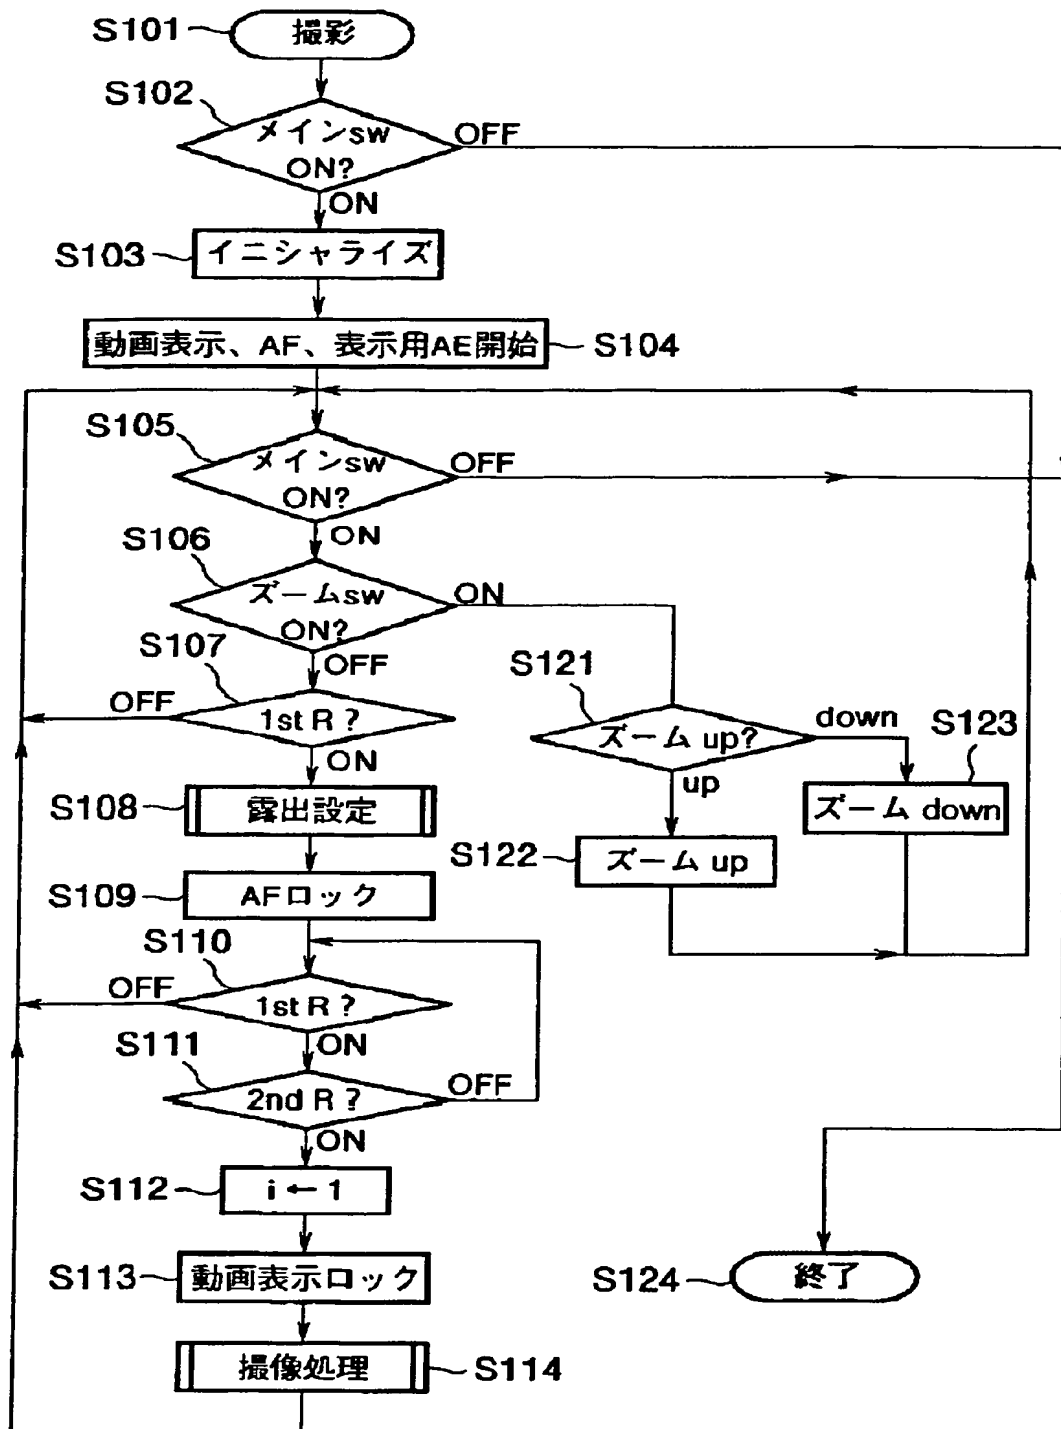 S101
撮影
S102
メインsw
ON?
OFF
ON
S103
イニシャライズ
動画表示、AF、表示用AE開始
S104
S105
メインsw
ON?
OFF
ON
S106
ズームsw
ON?
ON
OFF
S107
1st R ?
OFF
ON
S108
露出設定
S109
AFロック
S110
1st R ?
OFF
ON
S111
2nd R ?
OFF
ON
S112
i ← 1
S113
動画表示ロック
撮像処理
S114
S121
ズーム up?
down
up
S122
ズーム up
S123
ズーム down
S124
終了